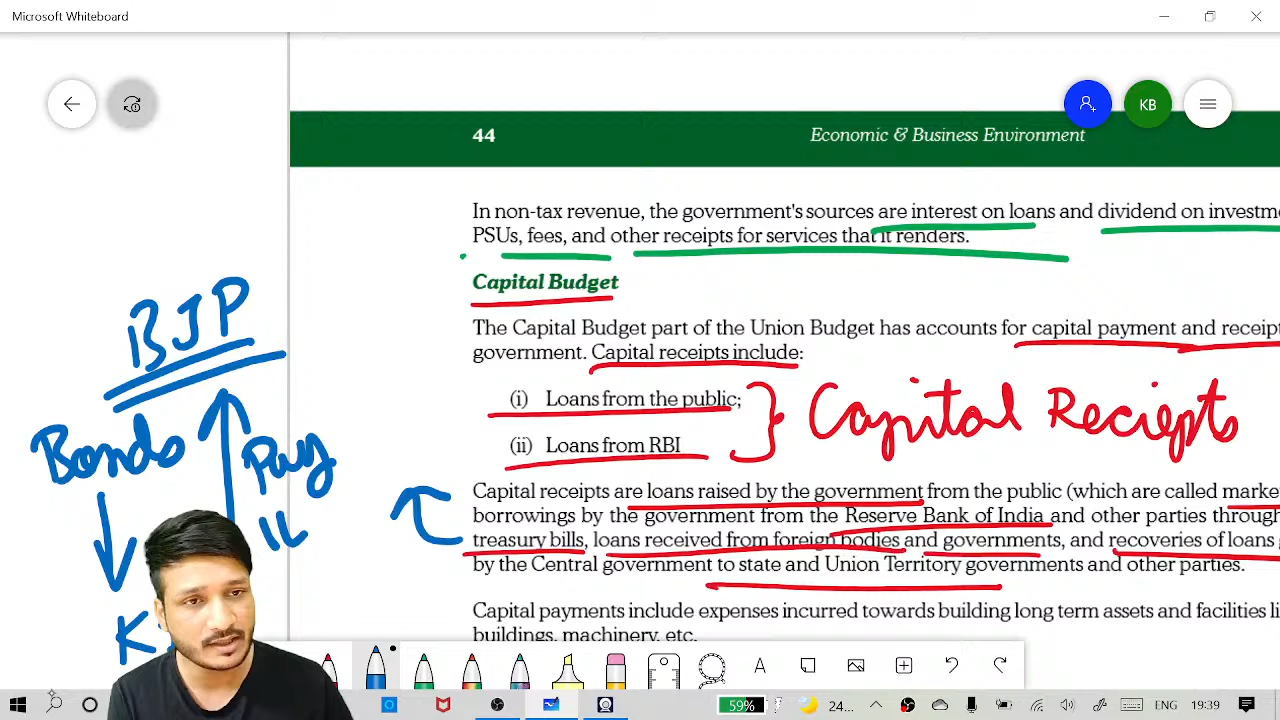 Microsoft Whiteboard
KB
44
Economic & Business Environment
In non-tax revenue, the government's sources are interest on loans and dividend on
PSUs, fees, and other receipts for services that it renders.
Capital Budget
The Capital Budget part of the Union Budget has accounts for capital payment and
government. Capital receipts include:
(i) Loans from the public;
(ii) Loans from RBI
Capital Reciepts
Capital receipts are loans raised by the government from the public (which are called
borrowings by the government from the Reserve Bank of India and other parties through
treasury bills, loans received from foreign bodies and governments, and recoveries of loans
by the Central government to state and Union Territory governments and other parties.
Capital payments include expenses incurred towards building long term assets and facilities
buildings, machinery, etc.
BJP
Bonds
Pay
A
59%
24...
ENG
19:39